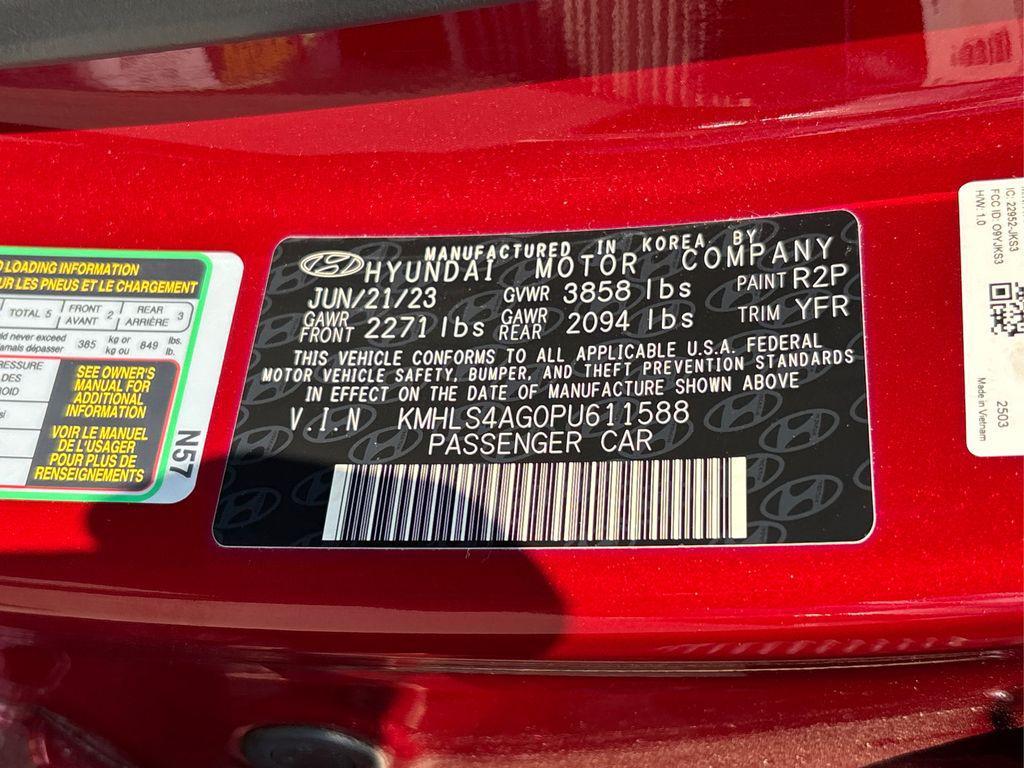 MANUFACTURED IN KOREA BY
HYUNDAI MOTOR COMPANY
JUN/21/23 GVWR 3858 lbs PAINT R2P
GAWR FRONT 2271 lbs GAWR REAR 2094 lbs TRIM YFR
THIS VEHICLE CONFORMS TO ALL APPLICABLE U.S.A. FEDERAL
MOTOR VEHICLE SAFETY, BUMPER, AND THEFT PREVENTION STANDARDS
IN EFFECT ON THE DATE OF MANUFACTURE SHOWN ABOVE
V.I.N KMHLS4AG0PU611588
PASSENGER CAR
LOADING INFORMATION
LES PNEUS ET LE CHARGEMENT
TOTAL 5 FRONT AVANT 2 REAR ARRIÈRE 3
never exceed 385 kg or 849 lbs.
jamais dépasser kg ou lb.
SEE OWNER'S
MANUAL FOR
ADDITIONAL
INFORMATION
VOIR LE MANUEL
DE L'USAGER
POUR PLUS DE
RENSEIGNEMENTS
N57
IC: 22952-JKS3
FCC ID: O9YJKS3
H/W: 1.0
2503
Made in Vietnam